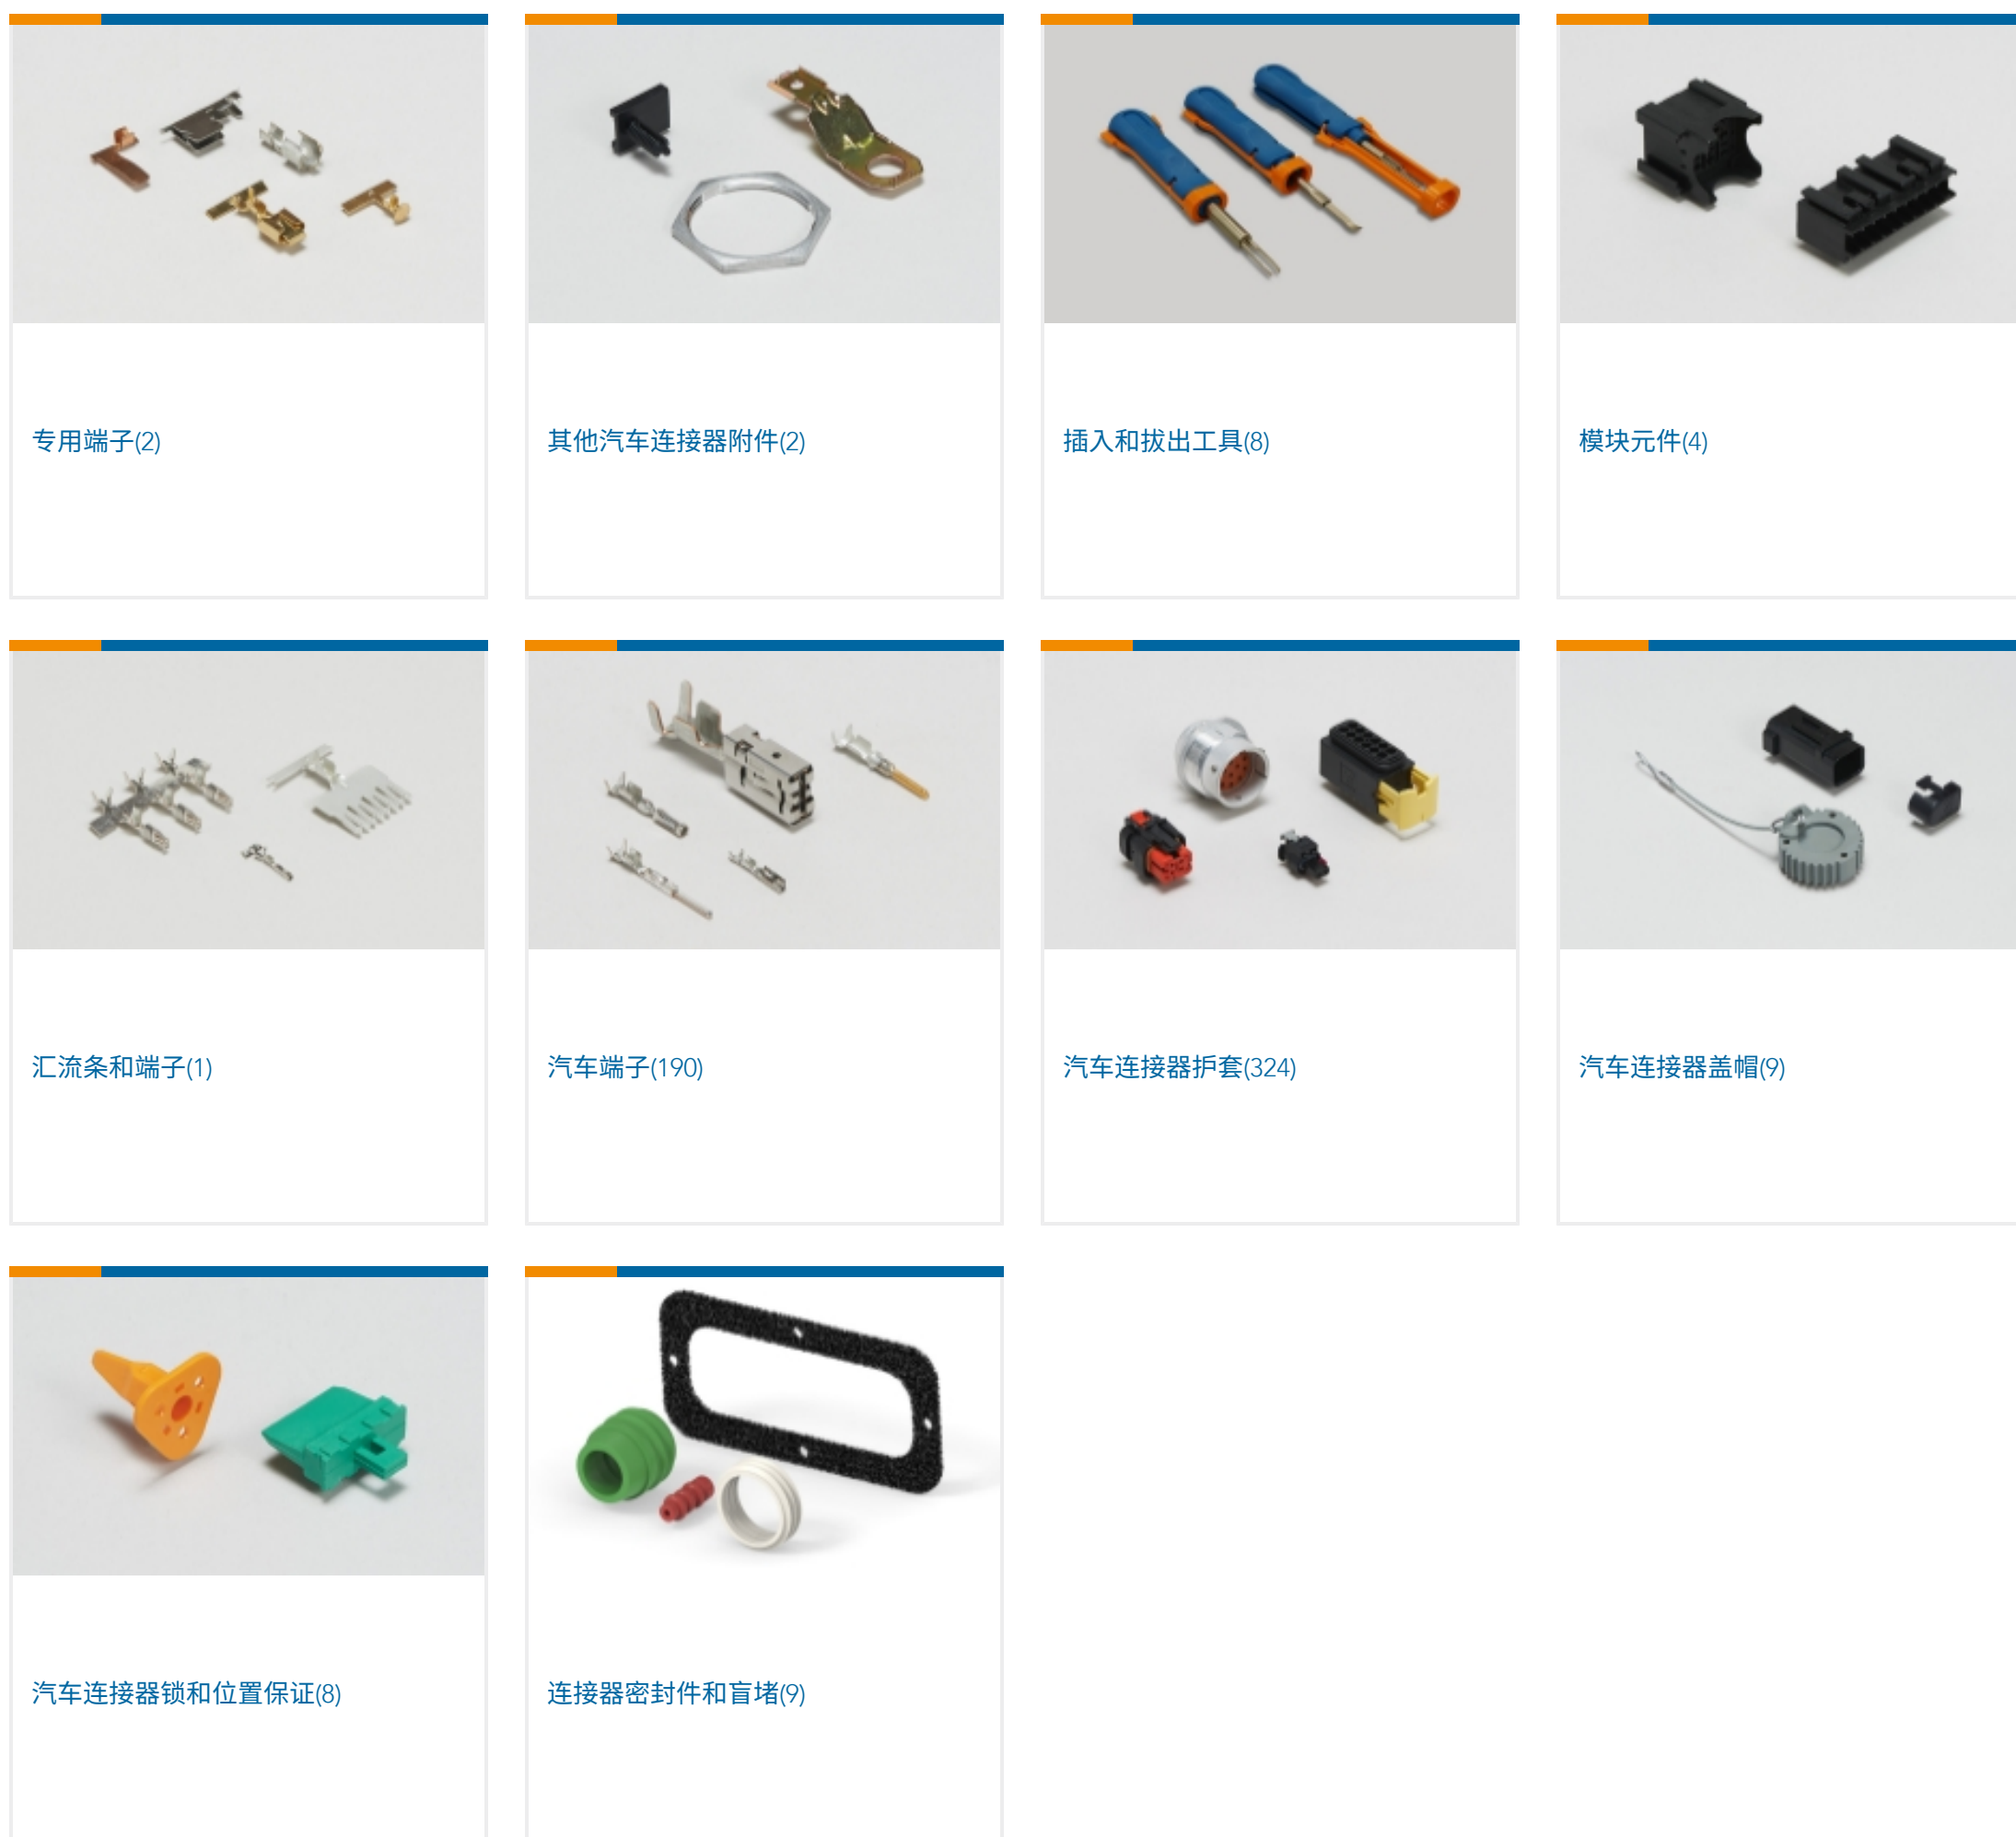 专用端子(2)
其他汽车连接器附件(2)
插入和拔出工具(8)
模块元件(4)
汇流条和端子(1)
汽车端子(190)
汽车连接器护套(324)
汽车连接器盖帽(9)
汽车连接器锁和位置保证(8)
连接器密封件和盲堵(9)